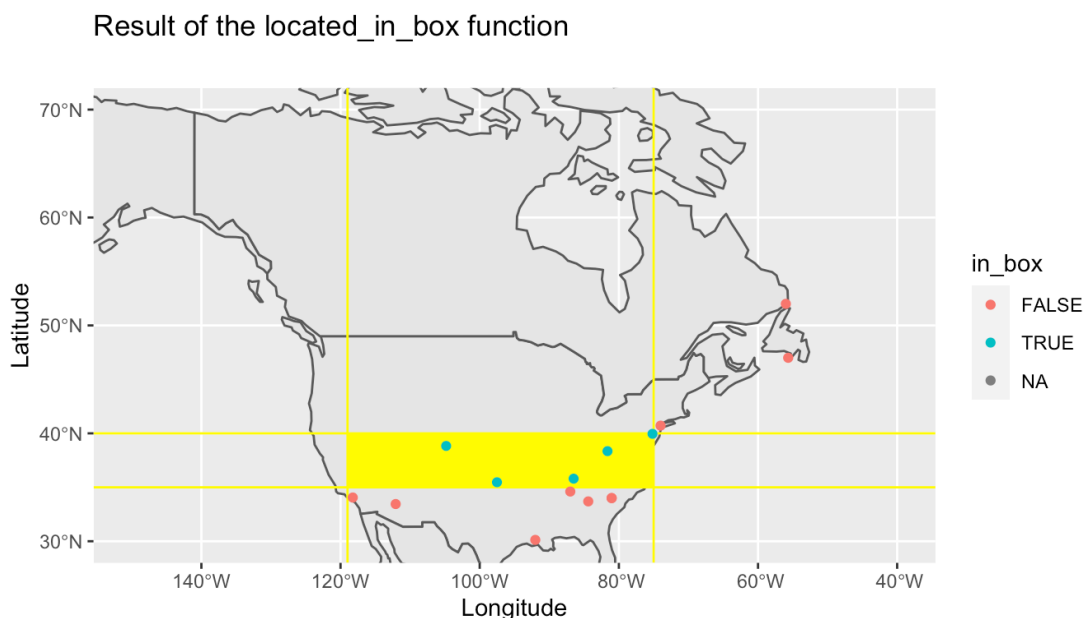 Result of the located_in_box function
70°N
60°N
50°N
40°N
30°N
Latitude
140°W
120°W
100°W
80°W
60°W
40°W
Longitude
in_box
FALSE
TRUE
NA